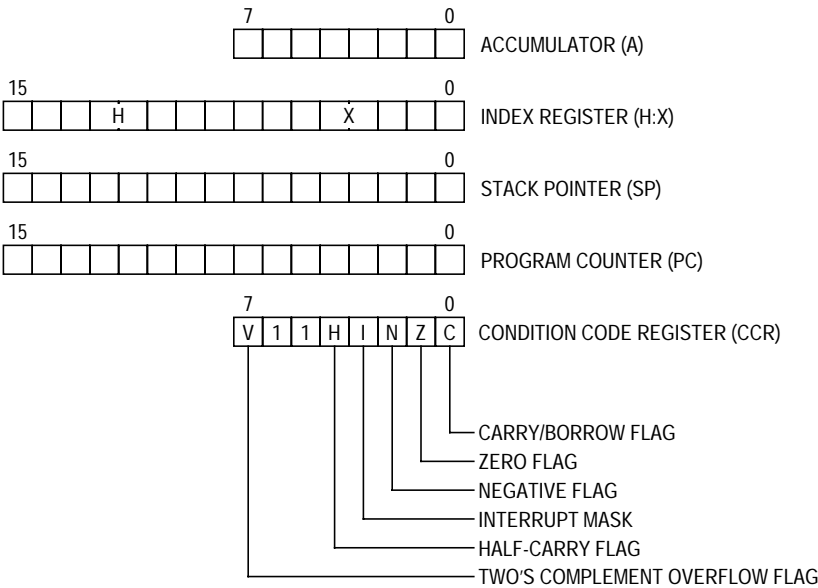 7 0
ACCUMULATOR (A)
15 0
H X INDEX REGISTER (H:X)
15 0
STACK POINTER (SP)
15 0
PROGRAM COUNTER (PC)
7 0
V 1 1 H I N Z C CONDITION CODE REGISTER (CCR)
CARRY/BORROW FLAG
ZERO FLAG
NEGATIVE FLAG
INTERRUPT MASK
HALF-CARRY FLAG
TWO'S COMPLEMENT OVERFLOW FLAG